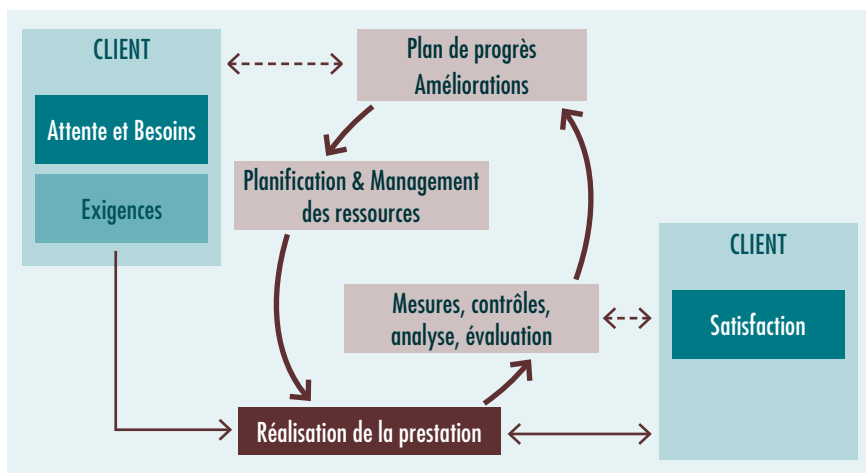 CLIENT
Attente et Besoins
Exigences
Plan de progrès
Améliorations
Planification & Management
des ressources
Mesures, contrôles,
analyse, évaluation
Réalisation de la prestation
CLIENT
Satisfaction